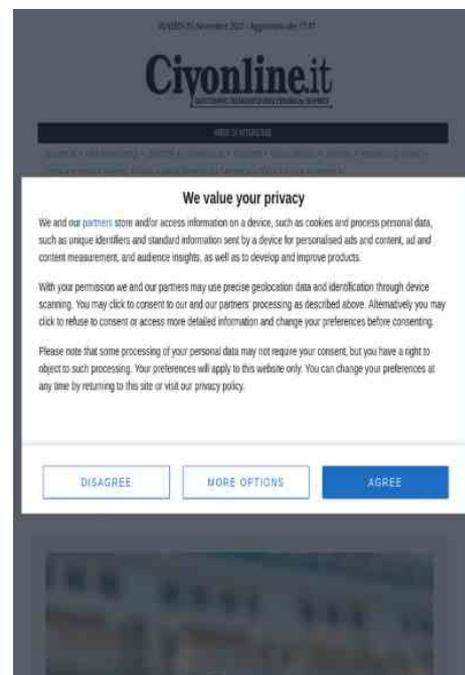 Civonline.it
We value your privacy
We and our partners store and/or access information on a device, such as cookies and process personal data,
such as unique identifiers and standard information sent by a device for personalised ads and content, ad and
content measurement, and audience insights, as well as to develop and improve products.
With your permission we and our partners may use precise geolocation data and identification through device
scanning. You may click to consent to our and our partners' processing as described above. Alternatively you may
click to refuse to consent or access more detailed information and change your preferences before consenting.
Please note that some processing of your personal data may not require your consent, but you have a right to
object to such processing. Your preferences will apply to this website only. You can change your preferences at
any time by returning to this site or visit our privacy policy.
DISAGREE
MORE OPTIONS
AGREE